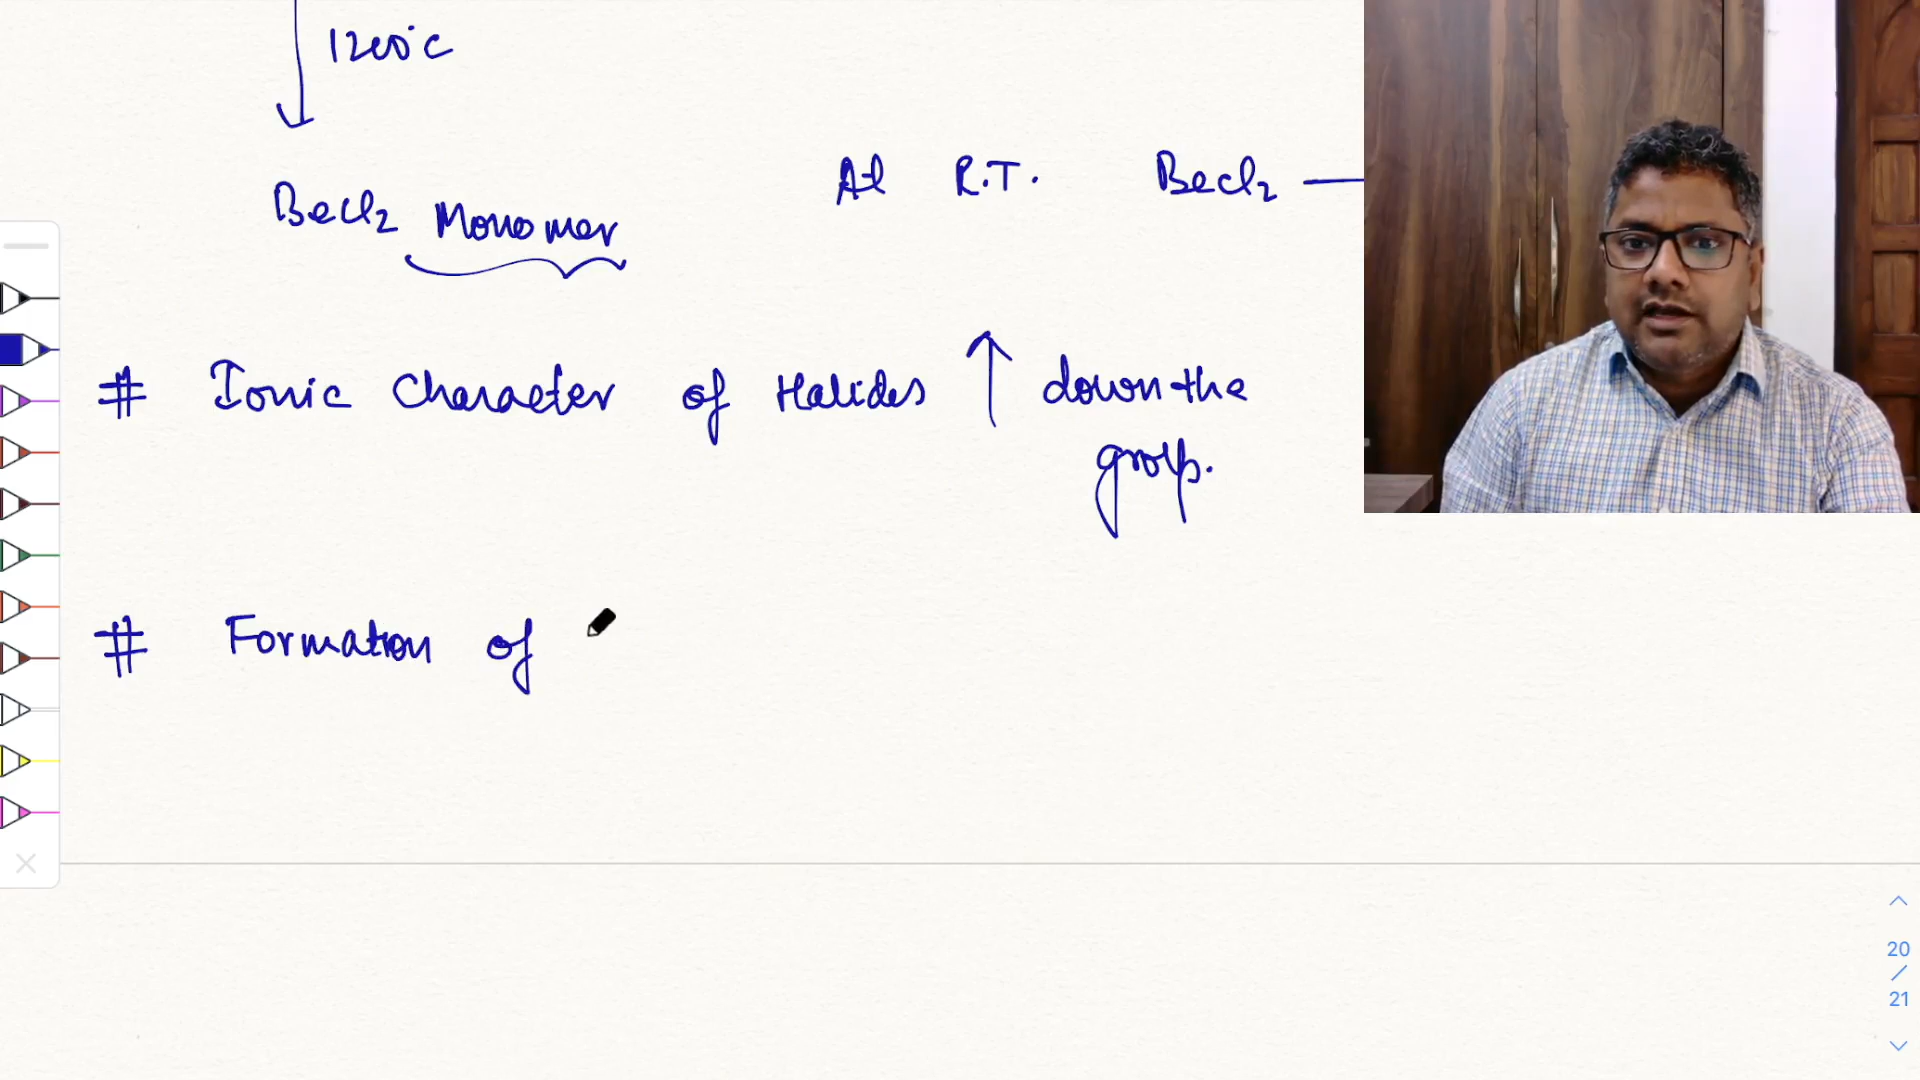 1200°C
At R.T. BeCl2 —
BeCl2 Monomer
# Ionic Character of Halides ↑ down the
group.
# Formation of
20
/
21